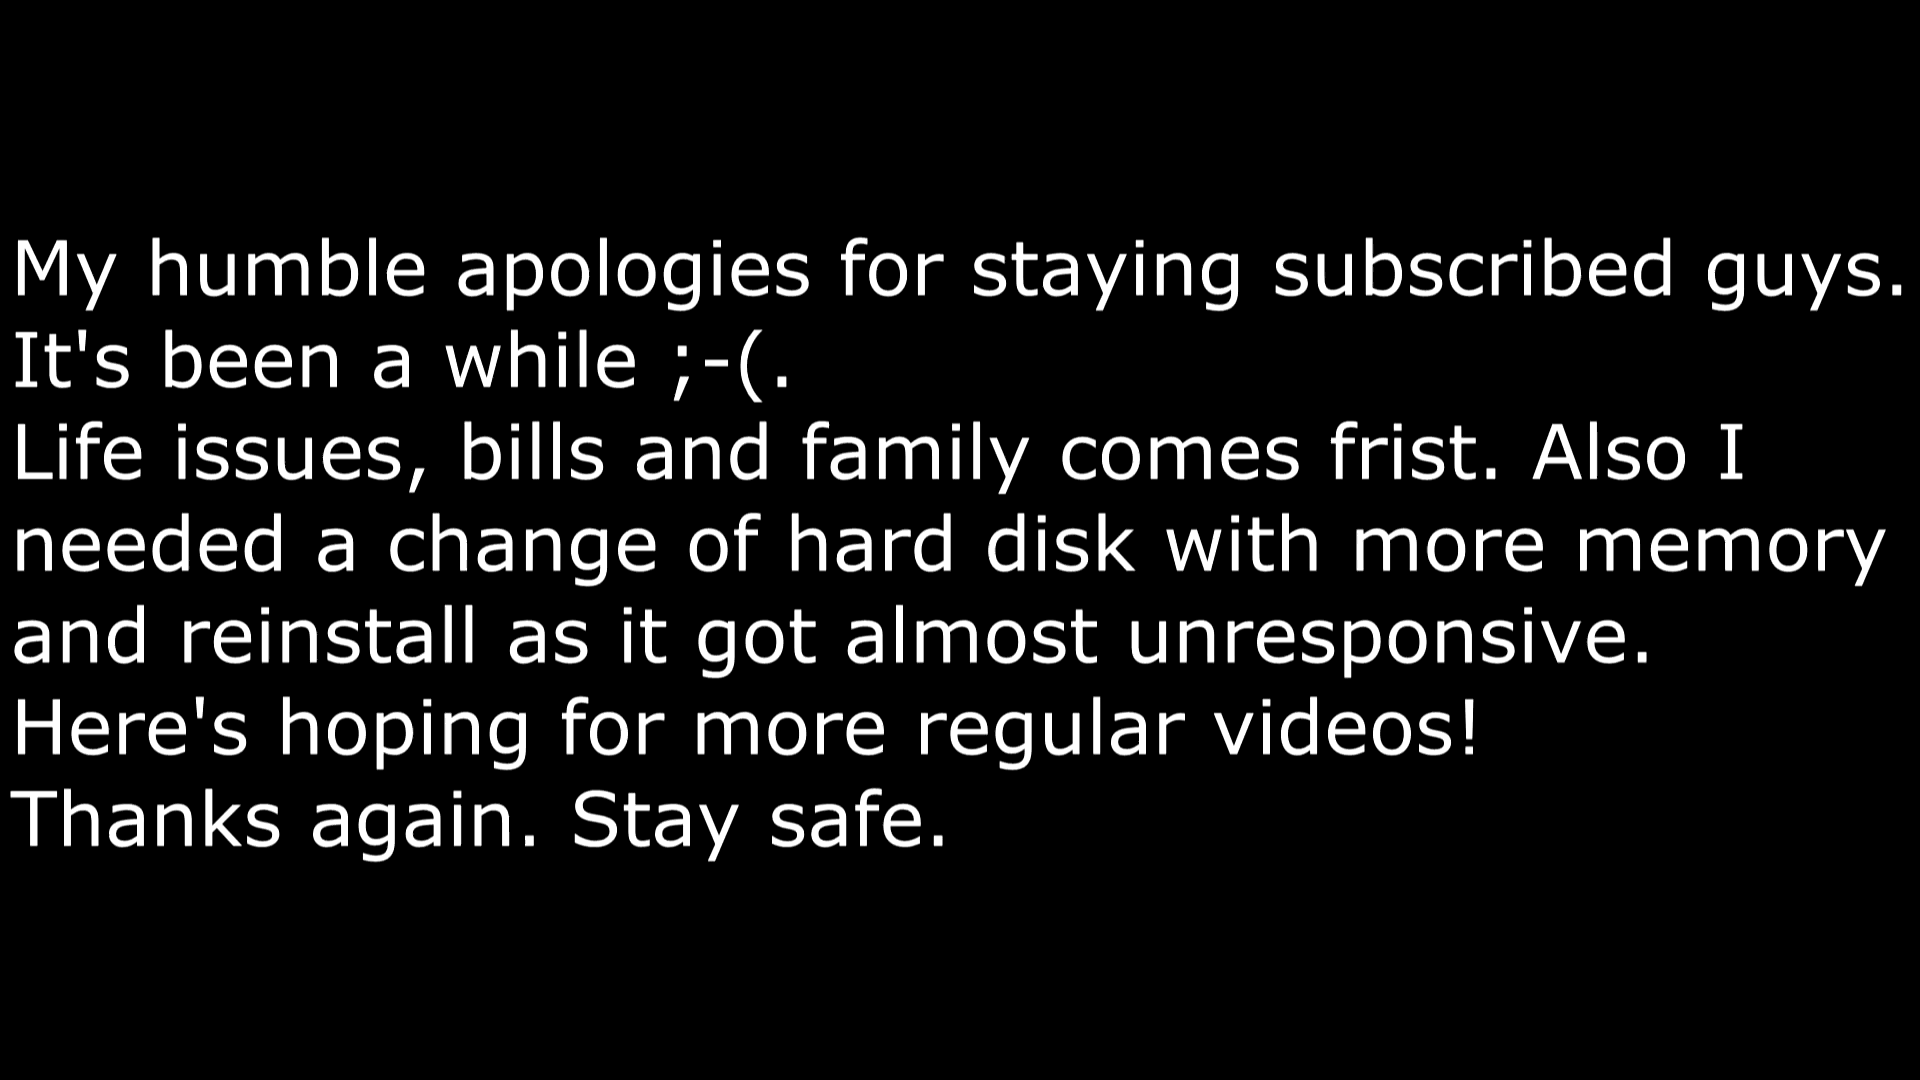 My humble apologies for staying subscribed guys.
It's been a while ;-(.
Life issues, bills and family comes frist. Also I
needed a change of hard disk with more memory
and reinstall as it got almost unresponsive.
Here's hoping for more regular videos!
Thanks again. Stay safe.